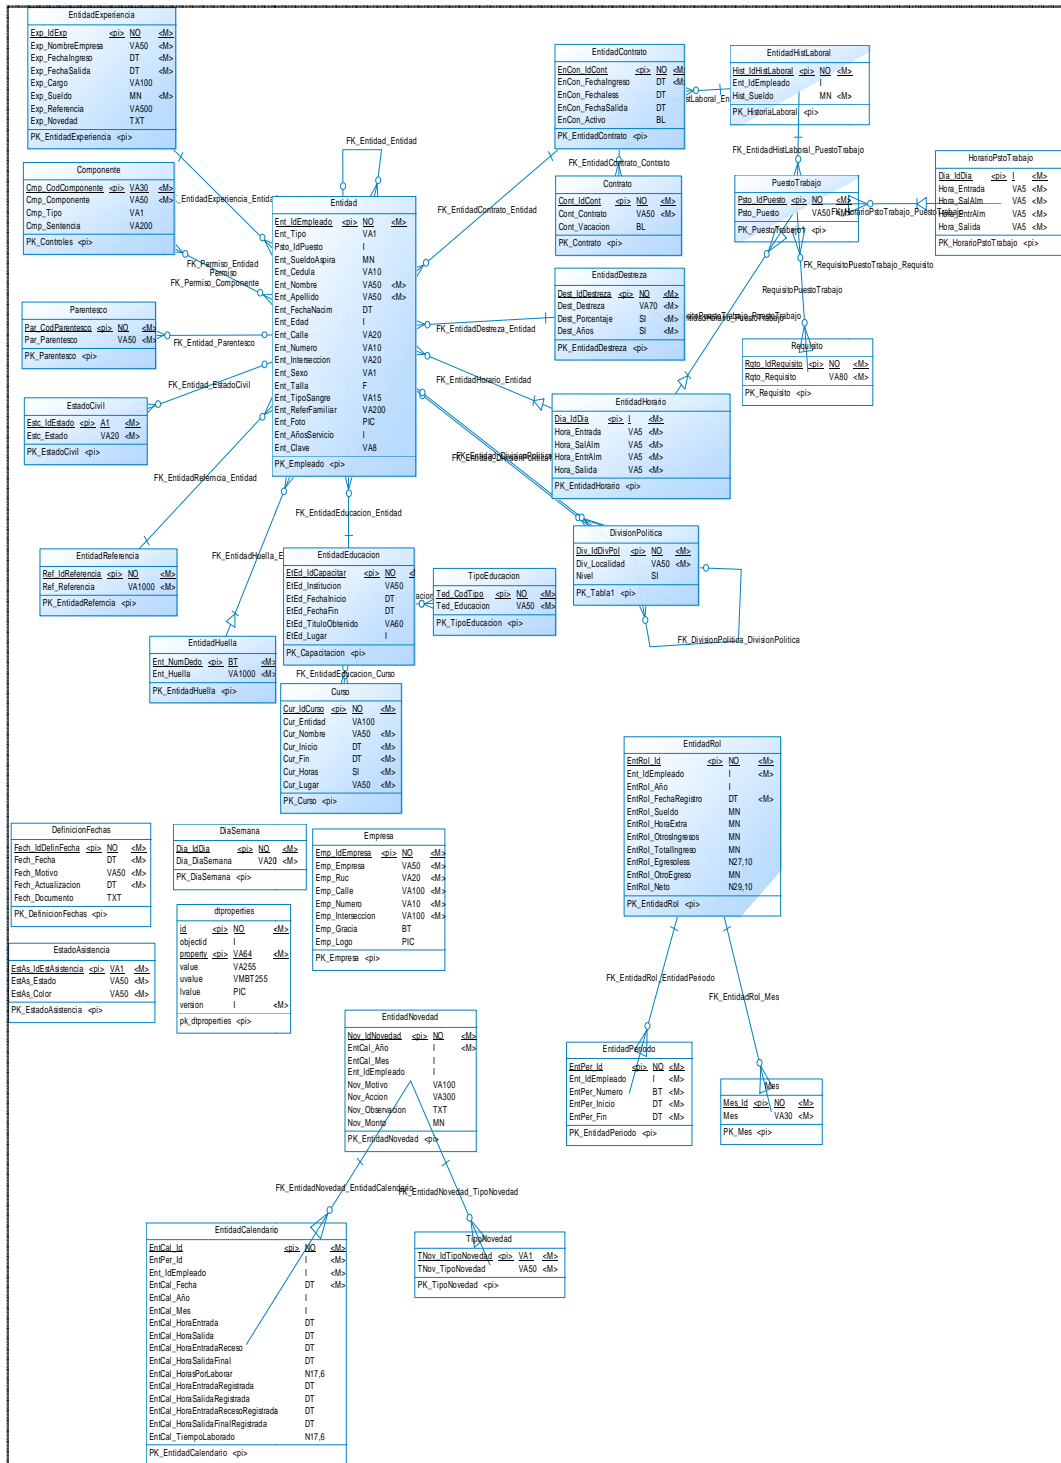 EntidadExperiencia
Exp_IdExp <pi> NO <M>
Exp_NombreEmpresa VA50 <M>
Exp_FechaIngreso DT <M>
Exp_FechaSalida DT <M>
Exp_Cargo VA100
Exp_Sueldo MN <M>
Exp_Referencia VA500
Exp_Novedad TXT
PK_EntidadExperiencia <pi>
EntidadContrato
EnCon_IdCont <pi> NO <M>
EnCon_FechaIngreso DT <M
EnCon_FechaIess DT
EnCon_FechaSalida DT
EnCon_Activo BL
PK_EntidadContrato <pi>
EntidadHistLaboral
Hist_IdHistLaboral <pi> NO <M>
Ent_IdEmpleado I
Hist_Sueldo MN <M>
PK_HistoriaLaboral <pi>
FK_Entidad_Entidad
FK_EntidadContrato_Contrato
FK_EntidadHistLaboral_PuestoTrabajo
Componente
Cmp_CodComponente <pi> VA30 <M>
Cmp_Componente VA50 <M>
Cmp_Tipo VA1
Cmp_Sentencia VA200
PK_Controles <pi>
Entidad
Ent_IdEmpleado <pi> NO <M>
Ent_Tipo VA1
Psto_IdPuesto I
Ent_SueldoAspira MN
Ent_Cedula VA10
Ent_Nombre VA50 <M>
Ent_Apellido VA50 <M>
Ent_FechaNacim DT
Ent_Edad I
Ent_Calle VA20
Ent_Numero VA10
Ent_Interseccion VA20
Ent_Sexo VA1
Ent_Talla F
Ent_TipoSangre VA15
Ent_ReferFamiliar VA200
Ent_Foto PIC
Ent_AñosServicio I
Ent_Clave VA8
PK_Empleado <pi>
FK_EntidadContrato_Entidad
Contrato
Cont_IdCont <pi> NO <M>
Cont_Contrato VA50 <M>
Cont_Vacacion BL
PK_Contrato <pi>
PuestoTrabajo
Psto_IdPuesto <pi> NO <M>
Psto_Puesto VA50
PK_PuestoTrabajo1 <pi>
HorarioPstoTrabajo
Dia_IdDia <pi> I <M>
Hora_Entrada VA5 <M>
Hora_SalAlm VA5 <M>
Hora_EntrAlm VA5 <M>
Hora_Salida VA5 <M>
PK_HorarioPstoTrabajo <pi>
FK_Permiso_Entidad
Permiso
FK_Permiso_Componente
FK_RequisitoPuestoTrabajo_Requisito
RequisitoPuestoTrabajo
Parentesco
Par_CodParentesco <pi> NO <M>
Par_Parentesco VA50 <M>
PK_Parentesco <pi>
FK_Entidad_Parentesco
EntidadDestreza
Dest_IdDestreza <pi> NO <M>
Dest_Destreza VA70 <M>
Dest_Porcentaje SI <M>
Dest_Años SI <M>
PK_EntidadDestreza <pi>
FK_EntidadDestreza_Entidad
Requisito
Rqto_IdRequisito <pi> NO <M>
Rqto_Requisito VA80 <M>
PK_Requisito <pi>
FK_Entidad_EstadoCivil
EstadoCivil
Estc_IdEstado <pi> A1 <M>
Estc_Estado VA20 <M>
PK_EstadoCivil <pi>
FK_EntidadHorario_Entidad
EntidadHorario
Dia_IdDia <pi> I <M>
Hora_Entrada VA5 <M>
Hora_SalAlm VA5 <M>
Hora_EntrAlm VA5 <M>
Hora_Salida VA5 <M>
PK_EntidadHorario <pi>
FK_EntidadReferncia_Entidad
FK_EntidadEducacion_Entidad
EntidadReferencia
Ref_IdReferencia <pi> NO <M>
Ref_Referencia VA1000 <M>
PK_EntidadReferncia <pi>
EntidadEducacion
EtEd_IdCapacitar <pi> NO
EtEd_Institucion VA50
EtEd_FechaInicio DT
EtEd_FechaFin DT
EtEd_TituloObtenido VA60
EtEd_Lugar I
PK_Capacitacion <pi>
TipoEducacion
Ted_CodTipo <pi> NO <M>
Ted_Educacion VA50 <M>
PK_TipoEducacion <pi>
DivisionPolitica
Div_IdDivPol <pi> NO <M>
Div_Localidad VA50 <M>
Nivel SI
PK_Tabla1 <pi>
FK_DivisionPolitica_DivisionPolitica
EntidadHuella
Ent_NumDedo <pi> BT <M>
Ent_Huella VA1000 <M>
PK_EntidadHuella <pi>
FK_EntidadEducacion_Curso
Curso
Cur_IdCurso <pi> NO <M>
Cur_Entidad VA100
Cur_Nombre VA50 <M>
Cur_Inicio DT <M>
Cur_Fin DT <M>
Cur_Horas SI <M>
Cur_Lugar VA50 <M>
PK_Curso <pi>
EntidadRol
EntRol_Id <pi> NO <M>
Ent_IdEmpleado I <M>
EntRol_Año I
EntRol_FechaRegistro DT <M>
EntRol_Sueldo MN
EntRol_HoraExtra MN
EntRol_OtrosIngresos MN
EntRol_TotalIngreso MN
EntRol_EgresoIess N27,10
EntRol_OtroEgreso MN
EntRol_Neto N29,10
PK_EntidadRol <pi>
DefinicionFechas
Fech_IdDefinFecha <pi> NO <M>
Fech_Fecha DT <M>
Fech_Motivo VA50 <M>
Fech_Actualizacion DT <M>
Fech_Documento TXT
PK_DefinicionFechas <pi>
DiaSemana
Dia_IdDia <pi> NO <M>
Dia_DiaSemana VA20 <M>
PK_DiaSemana <pi>
Empresa
Emp_IdEmpresa <pi> NO <M>
Emp_Empresa VA50 <M>
Emp_Ruc VA20 <M>
Emp_Calle VA100 <M>
Emp_Numero VA10 <M>
Emp_Interseccion VA100 <M>
Emp_Gracia BT
Emp_Logo PIC
PK_Empresa <pi>
dtproperties
id <pi> NO <M>
objectid I
property <pi> VA64 <M>
value VA255
uvalue VMBT255
lvalue PIC
version I <M>
pk_dtproperties <pi>
EstadoAsistencia
EstAs_IdEstAsistencia <pi> VA1 <M>
EstAs_Estado VA50 <M>
EstAs_Color VA50 <M>
PK_EstadoAsistencia <pi>
FK_EntidadRol_EntidadPeriodo
FK_EntidadRol_Mes
EntidadNovedad
Nov_IdNovedad <pi> NO <M>
EntCal_Año I <M>
EntCal_Mes I
Ent_IdEmpleado I
Nov_Motivo VA100
Nov_Accion VA300
Nov_Observacion TXT
Nov_Monto MN
PK_EntidadNovedad <pi>
EntidadPeriodo
EntPer_Id <pi> NO <M>
Ent_IdEmpleado I <M>
EntPer_Numero BT <M>
EntPer_Inicio DT <M>
EntPer_Fin DT <M>
PK_EntidadPeriodo <pi>
Mes
Mes_Id <pi> NO <M>
Mes VA30 <M>
PK_Mes <pi>
FK_EntidadNovedad_EntidadCalendario
FK_EntidadNovedad_TipoNovedad
EntidadCalendario
EntCal_Id <pi> NO <M>
EntPer_Id I <M>
Ent_IdEmpleado I <M>
EntCal_Fecha DT <M>
EntCal_Año I
EntCal_Mes I
EntCal_HoraEntrada DT
EntCal_HoraSalida DT
EntCal_HoraEntradaReceso DT
EntCal_HoraSalidaFinal DT
EntCal_HorasPorLaborar N17,6
EntCal_HoraEntradaRegistrada DT
EntCal_HoraSalidaRegistrada DT
EntCal_HoraEntradaRecesoRegistrada DT
EntCal_HoraSalidaFinalRegistrada DT
EntCal_TiempoLaborado N17,6
PK_EntidadCalendario <pi>
TipoNovedad
TNov_IdTipoNovedad <pi> VA1 <M>
TNov_TipoNovedad VA50 <M>
PK_TipoNovedad <pi>